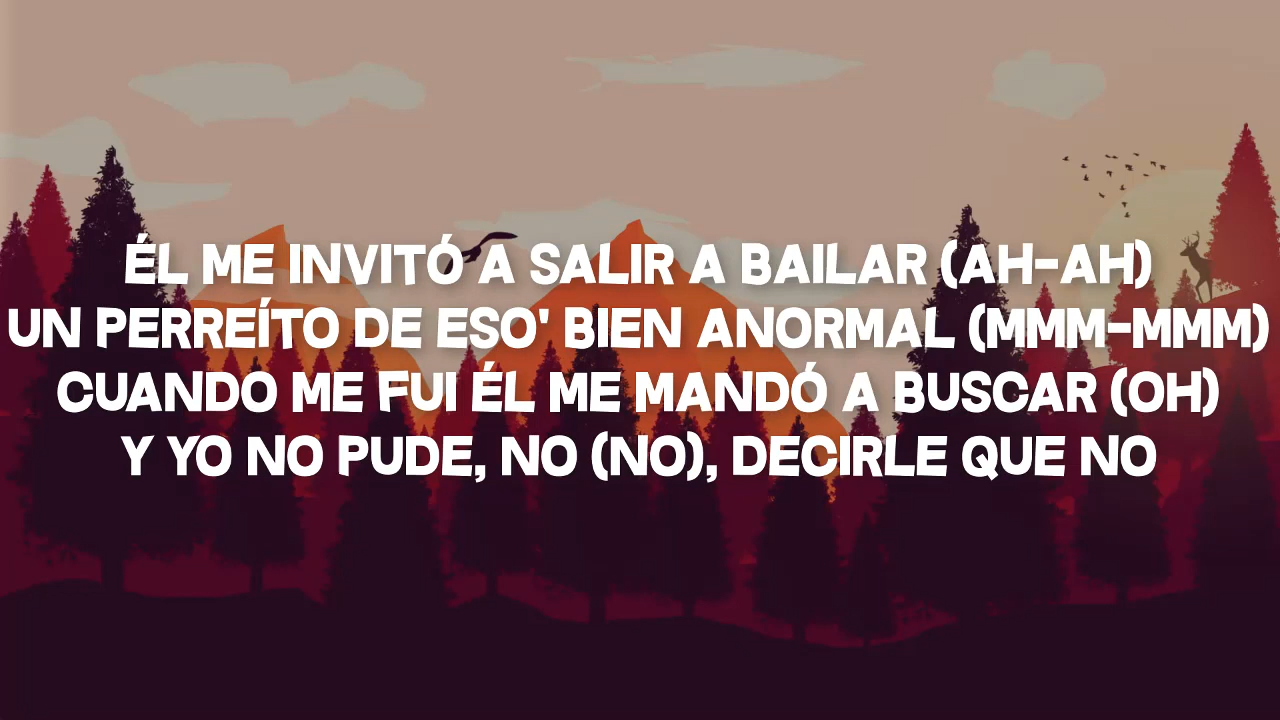 ÉL ME INVITÓ A SALIR A BAILAR (AH-AH)
UN PERREÍTO DE ESO' BIEN ANORMAL (MMM-MMM)
CUANDO ME FUI ÉL ME MANDÓ A BUSCAR (OH)
Y YO NO PUDE, NO (NO), DECIRLE QUE NO